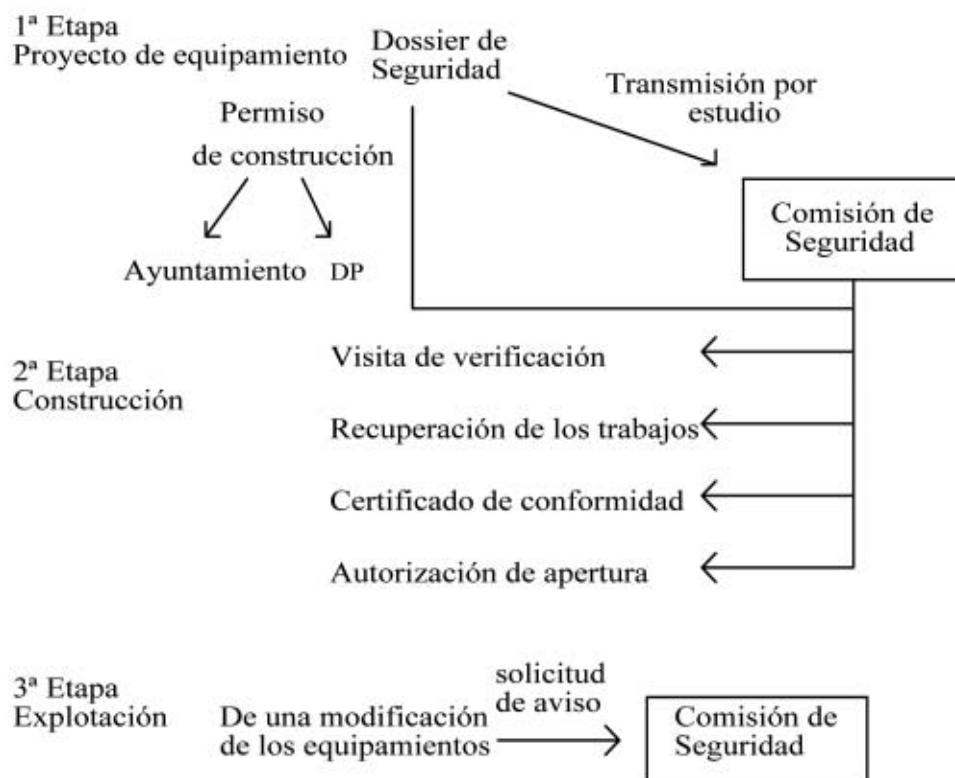 1ª Etapa
Proyecto de equipamiento
Dossier de
Seguridad
Transmisión por
estudio
Permiso
de construcción
Ayuntamiento DP
Comisión de
Seguridad
2ª Etapa
Construcción
Visita de verificación
Recuperación de los trabajos
Certificado de conformidad
Autorización de apertura
3ª Etapa
Explotación
De una modificación
de los equipamientos
solicitud
de aviso
Comisión de
Seguridad